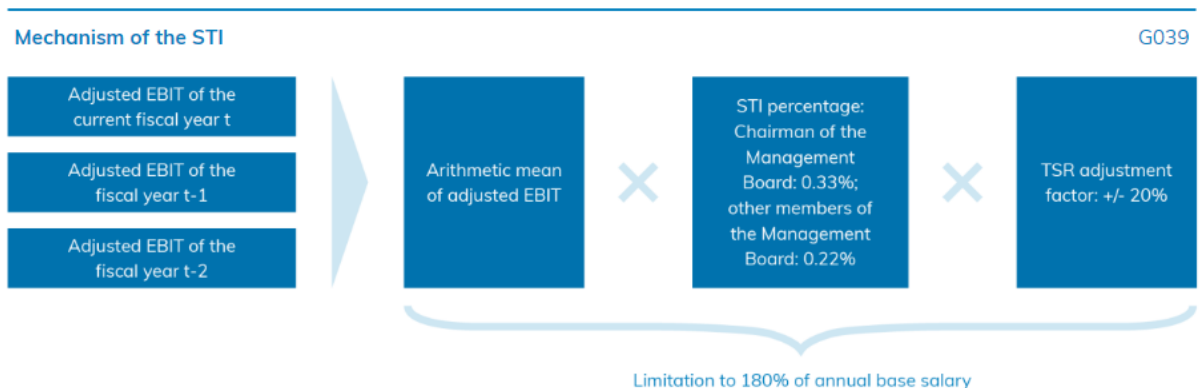 Mechanism of the STI
G039
Adjusted EBIT of the
current fiscal year t
Adjusted EBIT of the
fiscal year t-1
Adjusted EBIT of the
fiscal year t-2
Arithmetic mean
of adjusted EBIT
×
STI percentage:
Chairman of the
Management
Board: 0.33%;
other members of
the Management
Board: 0.22%
×
TSR adjustment
factor: +/- 20%
Limitation to 180% of annual base salary